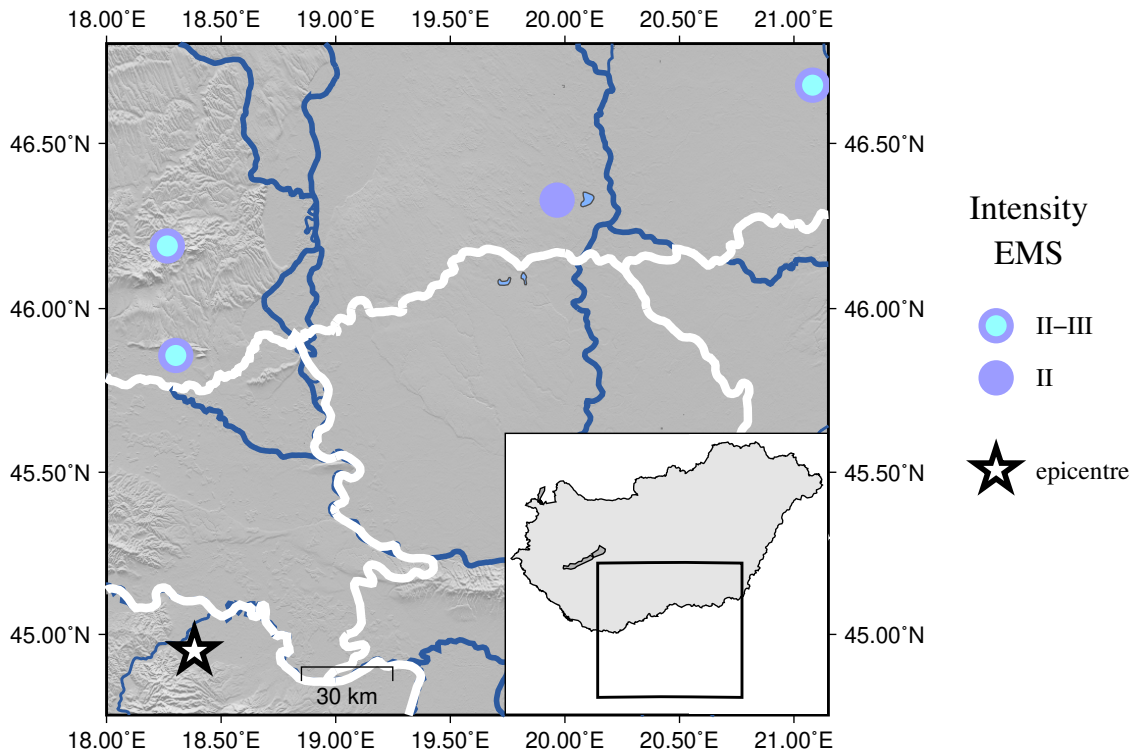 18.00˚E 18.50˚E 19.00˚E 19.50˚E 20.00˚E 20.50˚E 21.00˚E
46.50˚N 46.50˚N
46.00˚N 46.00˚N
45.50˚N 45.50˚N
45.00˚N 45.00˚N
30 km
18.00˚E 18.50˚E 19.00˚E 19.50˚E 20.00˚E 20.50˚E 21.00˚E
Intensity
EMS
II–III
II
epicentre